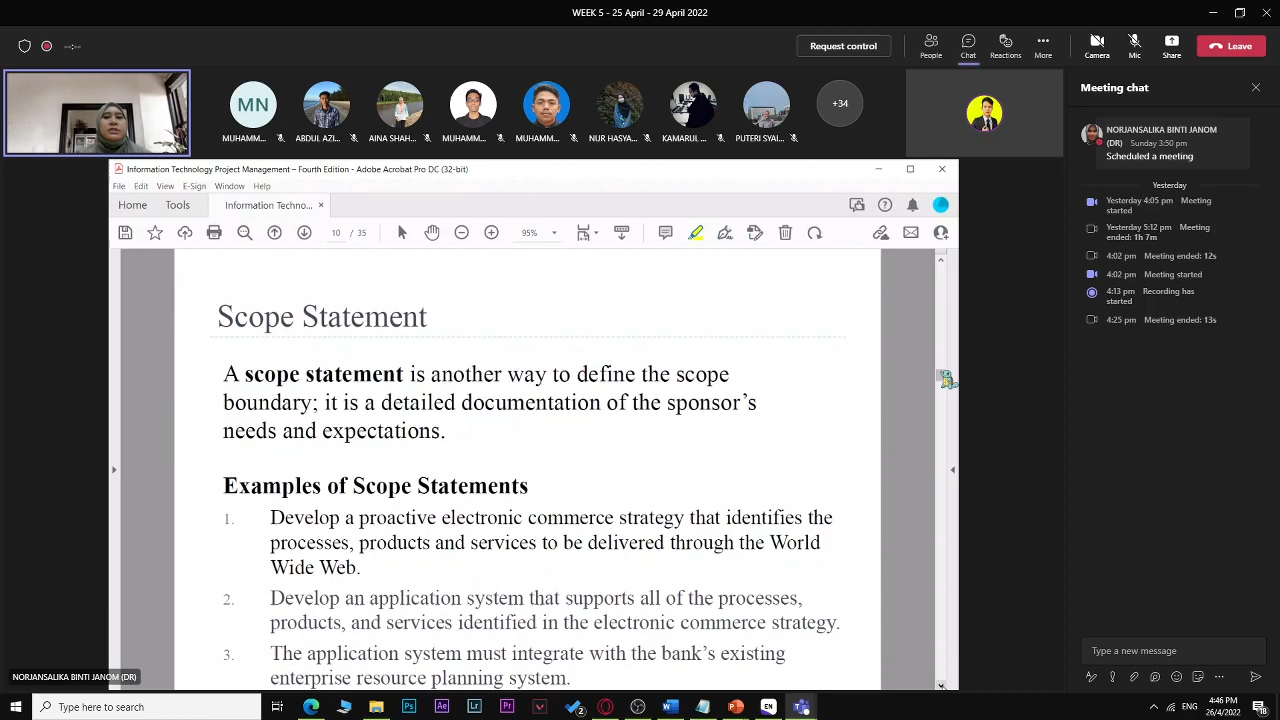 WEEK 5 - 25 April - 29 April 2022
--:--
Request control
People
Chat
Reactions
More
Camera
Mic
Share
Leave
MN
+34
MUHAMM...
ABDUL AZI...
AINA SHAH...
MUHAMM...
MUHAMM...
NUR HASYA...
KAMARUL ...
PUTERI SYAI...
Meeting chat
NORJANSALIKA BINTI JANOM
(DR) Sunday 3:50 pm
Scheduled a meeting
Yesterday
Yesterday 4:05 pm Meeting
started
Yesterday 5:12 pm Meeting
ended: 1h 7m
4:02 pm Meeting ended: 12s
4:02 pm Meeting started
4:13 pm Recording has
started
4:25 pm Meeting ended: 13s
Type a new message
Information Technology Project Management – Fourth Edition - Adobe Acrobat Pro DC (32-bit)
File Edit View E-Sign Window Help
Home Tools Information Techno... ×
10 / 35 95%
Scope Statement
A scope statement is another way to define the scope
boundary; it is a detailed documentation of the sponsor's
needs and expectations.
Examples of Scope Statements
1. Develop a proactive electronic commerce strategy that identifies the
processes, products and services to be delivered through the World
Wide Web.
2. Develop an application system that supports all of the processes,
products, and services identified in the electronic commerce strategy.
3. The application system must integrate with the bank's existing
enterprise resource planning system.
NORJANSALIKA BINTI JANOM (DR)
Type here to search
Ps
Ae
Lr
Pr
2
EN
ENG
4:46 PM
26/4/2022
8